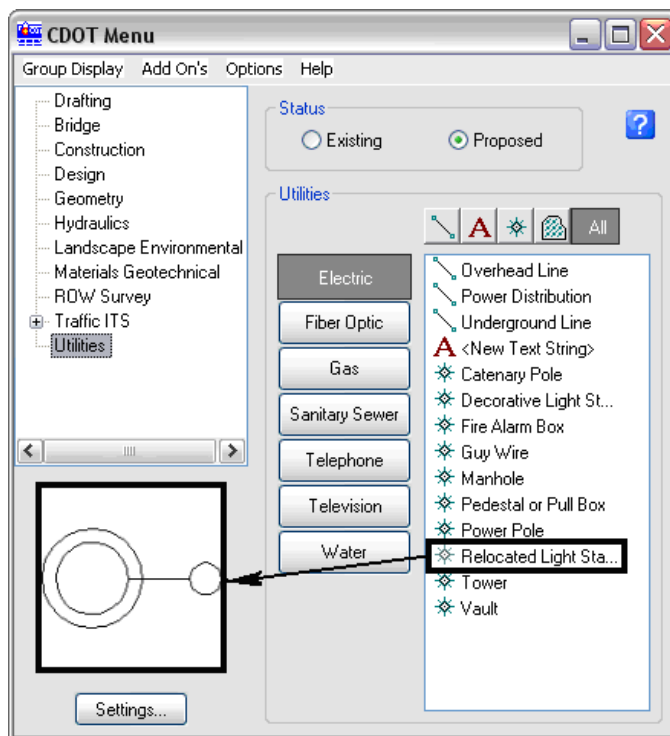 CDOT Menu
Group Display Add On's Options Help
Drafting
Bridge
Construction
Design
Geometry
Hydraulics
Landscape Environmental
Materials Geotechnical
ROW Survey
Traffic ITS
Utilities
Status
Existing Proposed
?
Utilities
A All
Electric
Fiber Optic
Gas
Sanitary Sewer
Telephone
Television
Water
Overhead Line
Power Distribution
Underground Line
A <New Text String>
Catenary Pole
Decorative Light St...
Fire Alarm Box
Guy Wire
Manhole
Pedestal or Pull Box
Power Pole
Relocated Light Sta...
Tower
Vault
Settings...